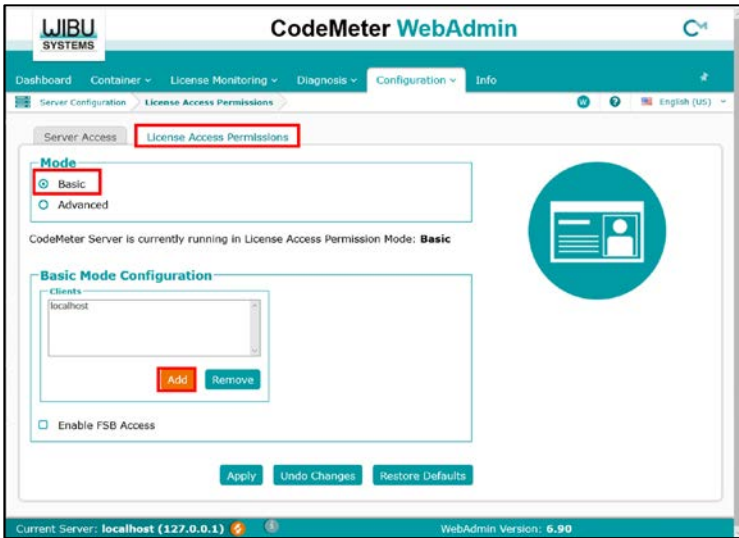 WIBU
SYSTEMS
CodeMeter WebAdmin
Dashboard Container License Monitoring Diagnosis Configuration Info
Server Configuration License Access Permissions W ? English (US)
Server Access License Access Permissions
Mode
Basic
Advanced
CodeMeter Server is currently running in License Access Permission Mode: Basic
Basic Mode Configuration
Clients
localhost
Add Remove
Enable FSB Access
Apply Undo Changes Restore Defaults
Current Server: localhost (127.0.0.1) WebAdmin Version: 6.90